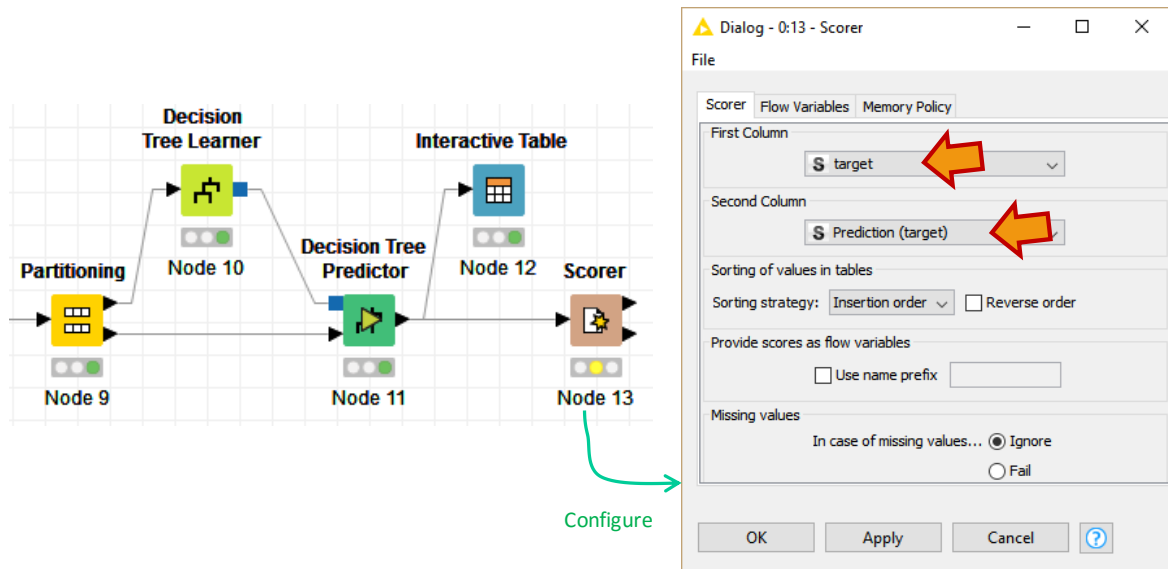 Decision
Tree Learner
Node 10
Interactive Table
Node 12
Decision Tree
Predictor
Node 11
Partitioning
Node 9
Scorer
Node 13
Configure
Dialog - 0:13 - Scorer
File
Scorer Flow Variables Memory Policy
First Column
S target
Second Column
S Prediction (target)
Sorting of values in tables
Sorting strategy: Insertion order Reverse order
Provide scores as flow variables
Use name prefix
Missing values
In case of missing values... Ignore
Fail
OK Apply Cancel ?